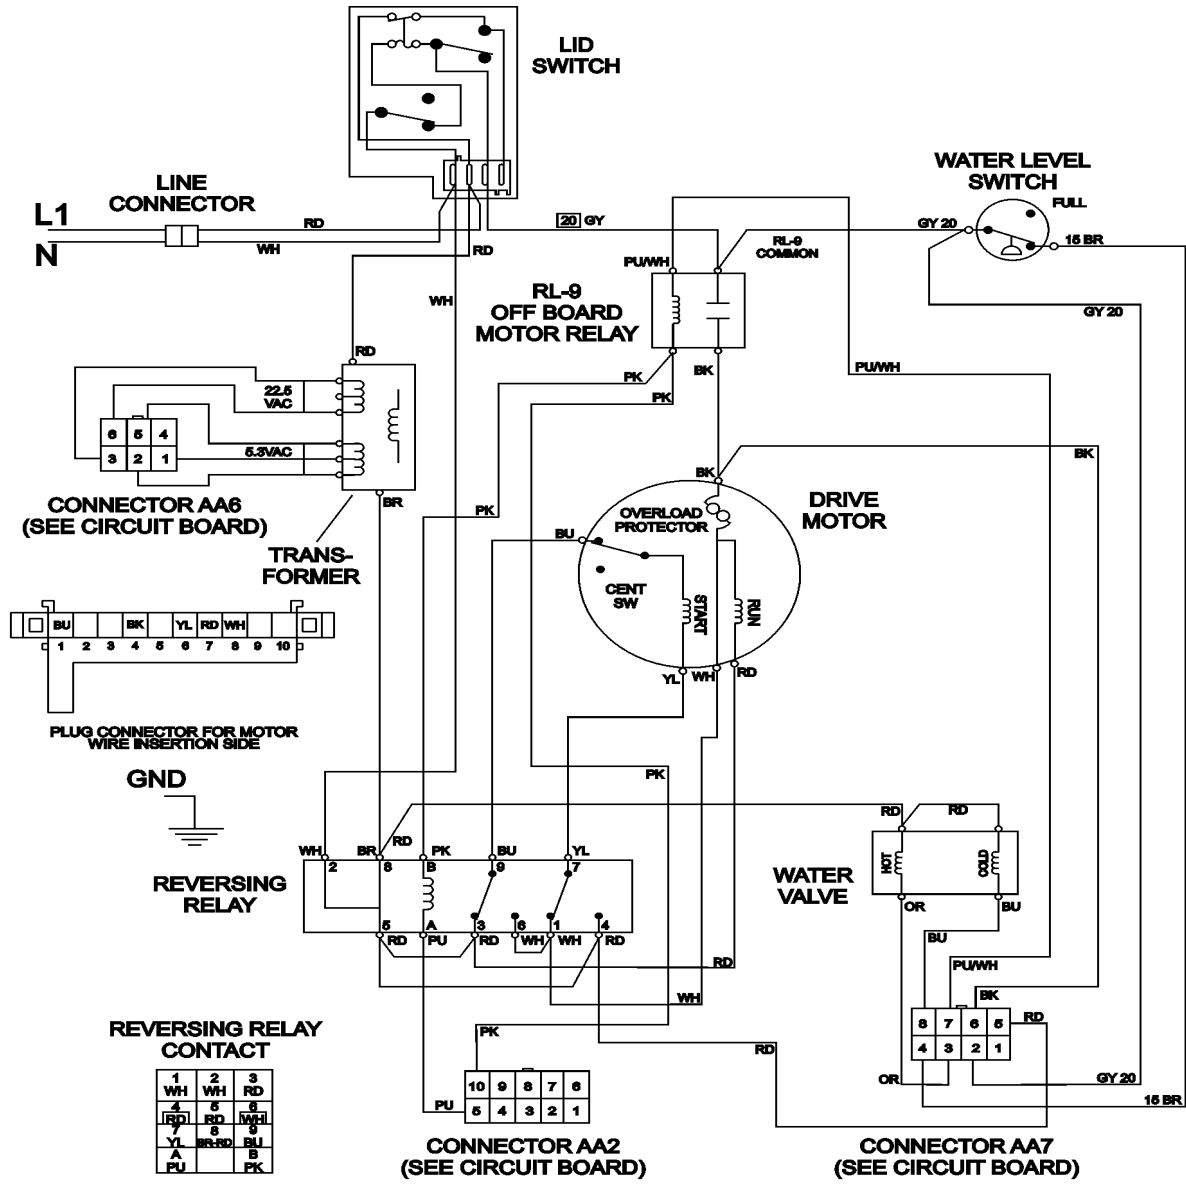 LID
SWITCH
WATER LEVEL
SWITCH
FULL
LINE
CONNECTOR
L1
N
RD
WH
RD
20 GY
GY 20
15 BR
RL-9
COMMON
PU/WH
WH
RL-9
OFF BOARD
MOTOR RELAY
GY 20
RD
PK
BK
PU/WH
22.5
VAC
PK
6 5 4
3 2 1
5.3VAC
BK
BK
CONNECTOR AA6
(SEE CIRCUIT BOARD)
BR
PK
DRIVE
MOTOR
OVERLOAD
PROTECTOR
BU
TRANS-
FORMER
CENT
SW
START
RUN
BU BK YL RD WH
1 2 3 4 5 6 7 8 9 10
YL WH RD
PLUG CONNECTOR FOR MOTOR
WIRE INSERTION SIDE
GND
PK
RD
RD
RD
WH BR PK BU YL
2 8 B 9 7
REVERSING
RELAY
HOT
COLD
WATER
VALVE
OR BU
5 A 3 6 1 4
RD PU RD WH WH RD
BU
RD
PU/WH
WH
BK
REVERSING RELAY
CONTACT
PK
RD
8 7 6 5
4 3 2 1
RD
OR
GY 20
15 BR
1 2 3
WH WH RD
4 5 6
RD RD WH
7 8 9
YL BR-RD BU
A B
PU PK
10 9 8 7 6
5 4 3 2 1
PU
CONNECTOR AA2
(SEE CIRCUIT BOARD)
CONNECTOR AA7
(SEE CIRCUIT BOARD)